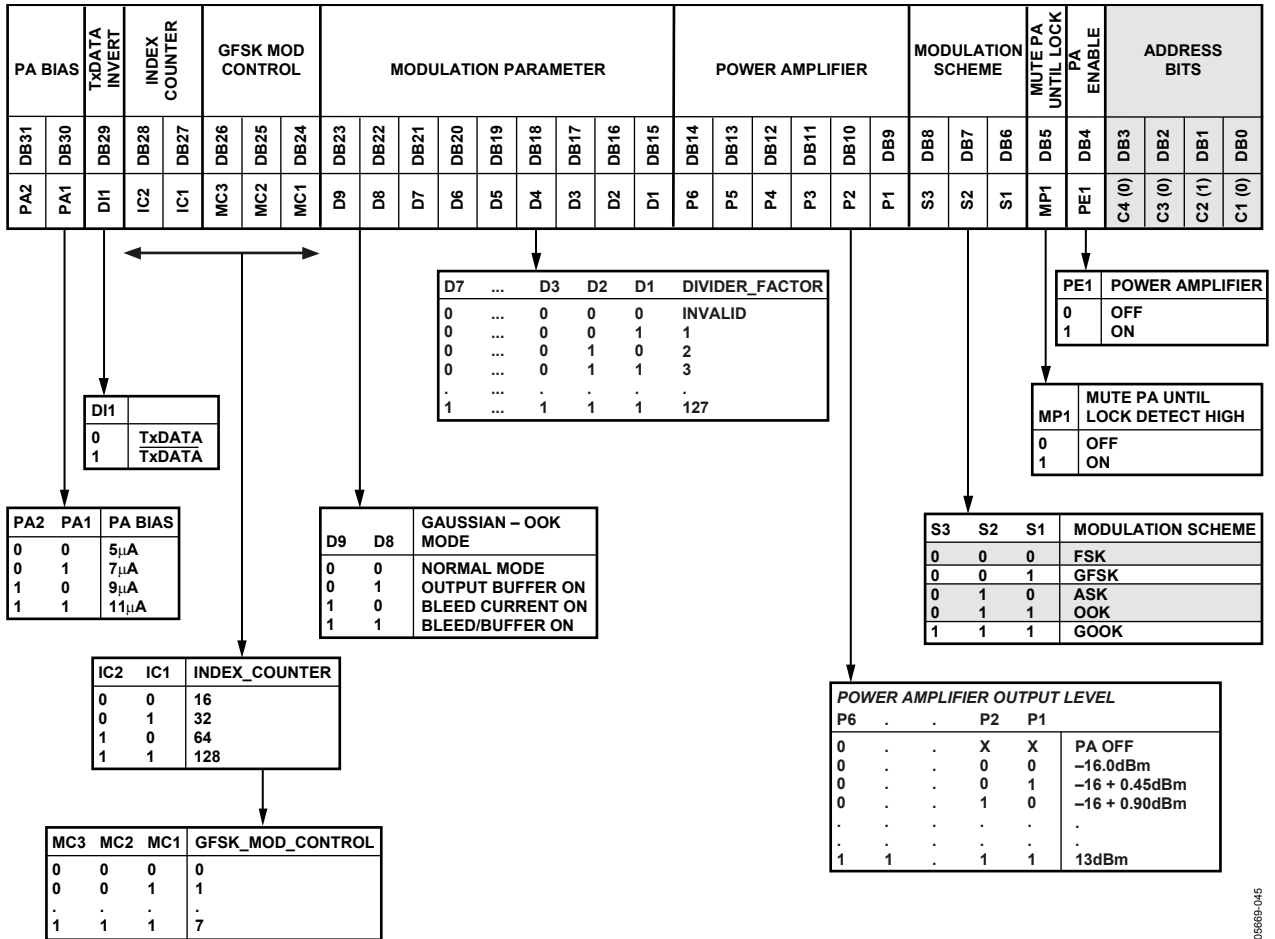 PA BIAS
TxDATA INVERT
INDEX COUNTER
GFSK MOD CONTROL
MODULATION PARAMETER
POWER AMPLIFIER
MODULATION SCHEME
MUTE PA UNTIL LOCK
PA ENABLE
ADDRESS BITS
DB31 DB30 DB29 DB28 DB27 DB26 DB25 DB24 DB23 DB22 DB21 DB20 DB19 DB18 DB17 DB16 DB15 DB14 DB13 DB12 DB11 DB10 DB9 DB8 DB7 DB6 DB5 DB4 DB3 DB2 DB1 DB0
PA2 PA1 DI1 IC2 IC1 MC3 MC2 MC1 D9 D8 D7 D6 D5 D4 D3 D2 D1 P6 P5 P4 P3 P2 P1 S3 S2 S1 MP1 PE1 C4 (0) C3 (0) C2 (1) C1 (0)
D7 ... D3 D2 D1 DIVIDER_FACTOR
0 ... 0 0 0 INVALID
0 ... 0 0 1 1
0 ... 0 1 0 2
0 ... 0 1 1 3
. ... . . . .
1 ... 1 1 1 127
PE1 POWER AMPLIFIER
0 OFF
1 ON
MP1 MUTE PA UNTIL LOCK DETECT HIGH
0 OFF
1 ON
DI1
0 TxDATA
1 TxDATA
PA2 PA1 PA BIAS
0 0 5μA
0 1 7μA
1 0 9μA
1 1 11μA
D9 D8 GAUSSIAN – OOK MODE
0 0 NORMAL MODE
0 1 OUTPUT BUFFER ON
1 0 BLEED CURRENT ON
1 1 BLEED/BUFFER ON
S3 S2 S1 MODULATION SCHEME
0 0 0 FSK
0 0 1 GFSK
0 1 0 ASK
0 1 1 OOK
1 1 1 GOOK
IC2 IC1 INDEX_COUNTER
0 0 16
0 1 32
1 0 64
1 1 128
POWER AMPLIFIER OUTPUT LEVEL
P6 . . P2 P1
0 . . X X PA OFF
0 . . 0 0 –16.0dBm
0 . . 0 1 –16 + 0.45dBm
0 . . 1 0 –16 + 0.90dBm
. . . . . .
. . . . . .
1 1 . 1 1 13dBm
MC3 MC2 MC1 GFSK_MOD_CONTROL
0 0 0 0
0 0 1 1
. . . .
1 1 1 7
05669-045